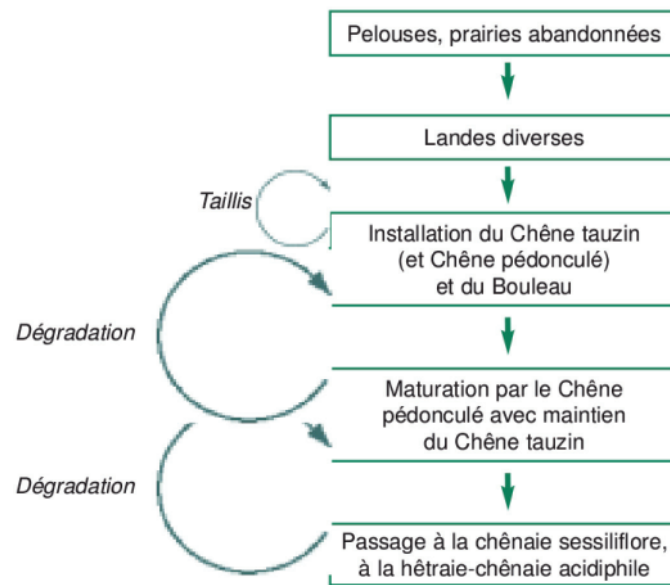 Pelouses, prairies abandonnées
Landes diverses
Taillis
Installation du Chêne tauzin
(et Chêne pédonculé)
et du Bouleau
Dégradation
Maturation par le Chêne
pédonculé avec maintien
du Chêne tauzin
Dégradation
Passage à la chênaie sessiliflore,
à la hêtraie-chênaie acidiphile